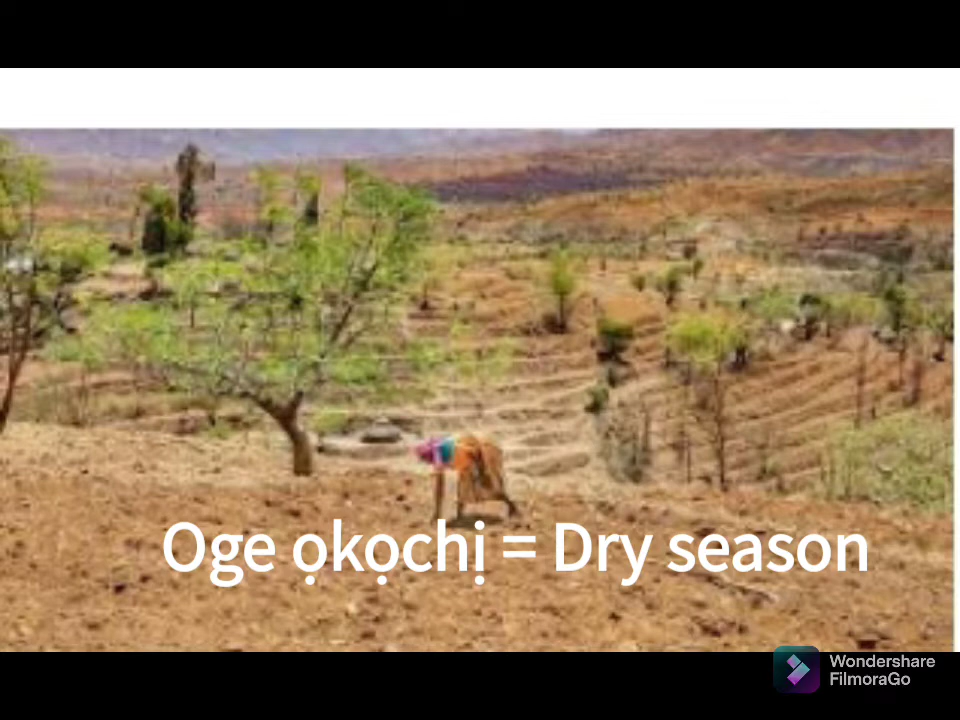 Oge ọkọchị = Dry season
Wondershare
FilmoraGo